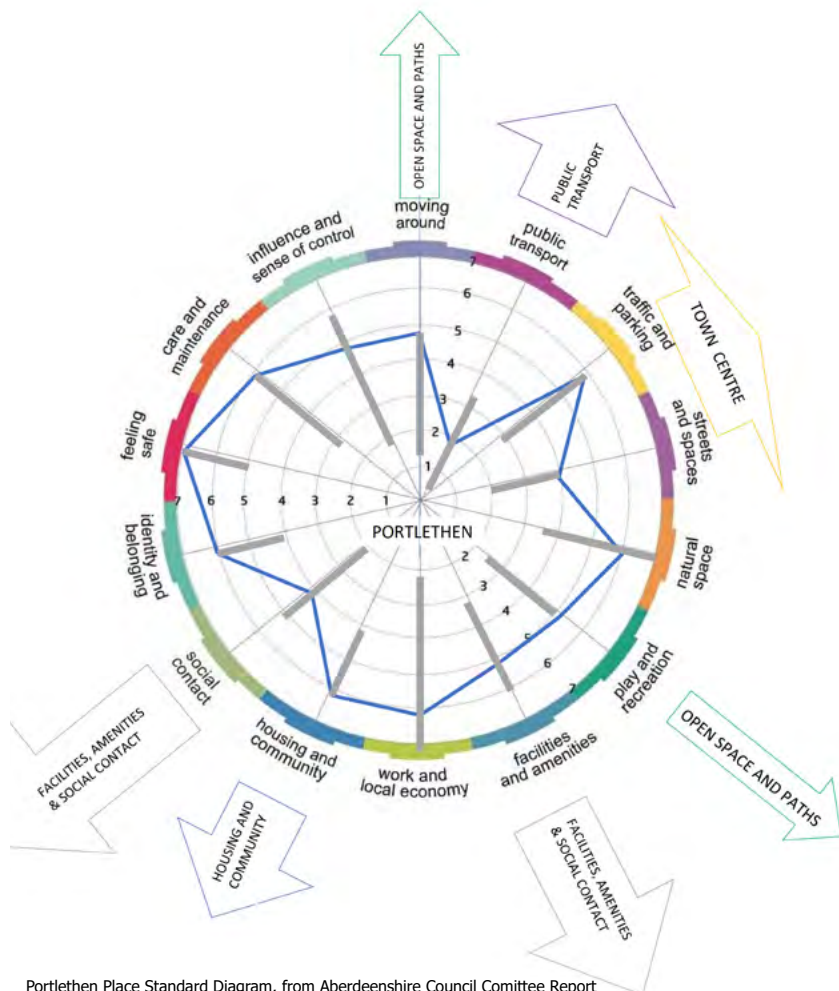 OPEN SPACE AND PATHS
PUBLIC
TRANSPORT
TOWN CENTRE
moving
around
public
transport
traffic and
parking
streets
and spaces
natural
space
play and
recreation
facilities
and amenities
work and
local economy
housing and
community
social
contact
identity and
belonging
feeling
safe
care and
maintenance
influence and
sense of control
7
6
5
4
3
2
1
7 6 5 4 3 2 1
PORTLETHEN
2
3
4
5
6
7
OPEN SPACE AND PATHS
FACILITIES, AMENITIES
& SOCIAL CONTACT
HOUSING AND
COMMUNITY
FACILITIES, AMENITIES
& SOCIAL CONTACT
Portlethen Place Standard Diagram, from Aberdeenshire Council Comittee Report